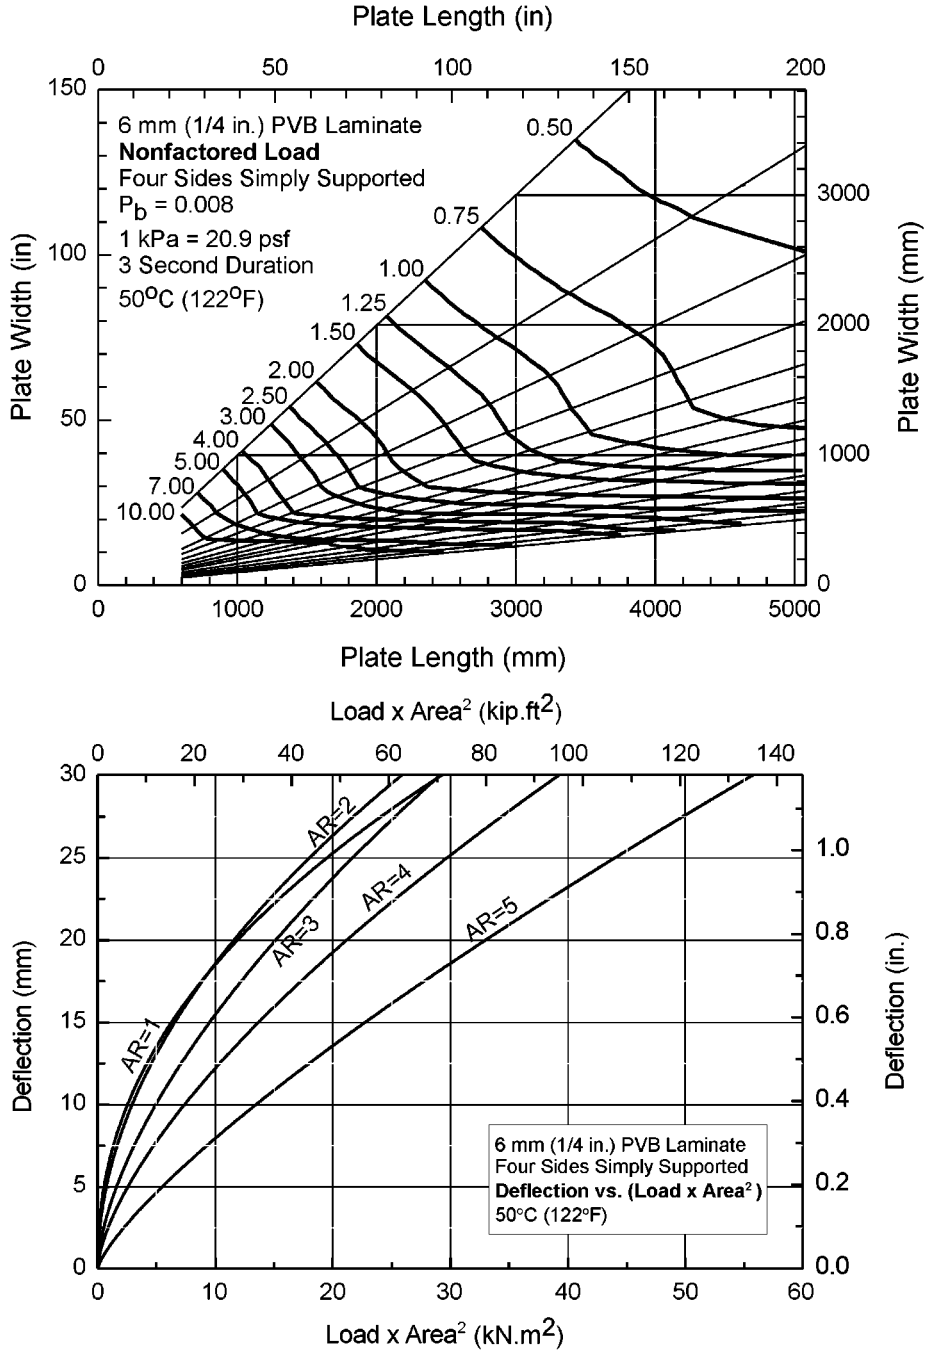 Plate Length (in)
0 50 100 150 200
150
100
50
0
Plate Width (in)
6 mm (1/4 in.) PVB Laminate
Nonfactored Load
Four Sides Simply Supported
Pb = 0.008
1 kPa = 20.9 psf
3 Second Duration
50°C (122°F)
0.50
0.75
1.00
1.25
1.50
2.00
2.50
3.00
4.00
5.00
7.00
10.00
3000
2000
1000
0
Plate Width (mm)
0 1000 2000 3000 4000 5000
Plate Length (mm)
Load x Area² (kip.ft²)
0 20 40 60 80 100 120 140
30
25
20
15
10
5
0
Deflection (mm)
AR=1
AR=2
AR=3
AR=4
AR=5
1.0
0.8
0.6
0.4
0.2
0.0
Deflection (in.)
6 mm (1/4 in.) PVB Laminate
Four Sides Simply Supported
Deflection vs. (Load x Area²)
50°C (122°F)
0 10 20 30 40 50 60
Load x Area² (kN.m²)